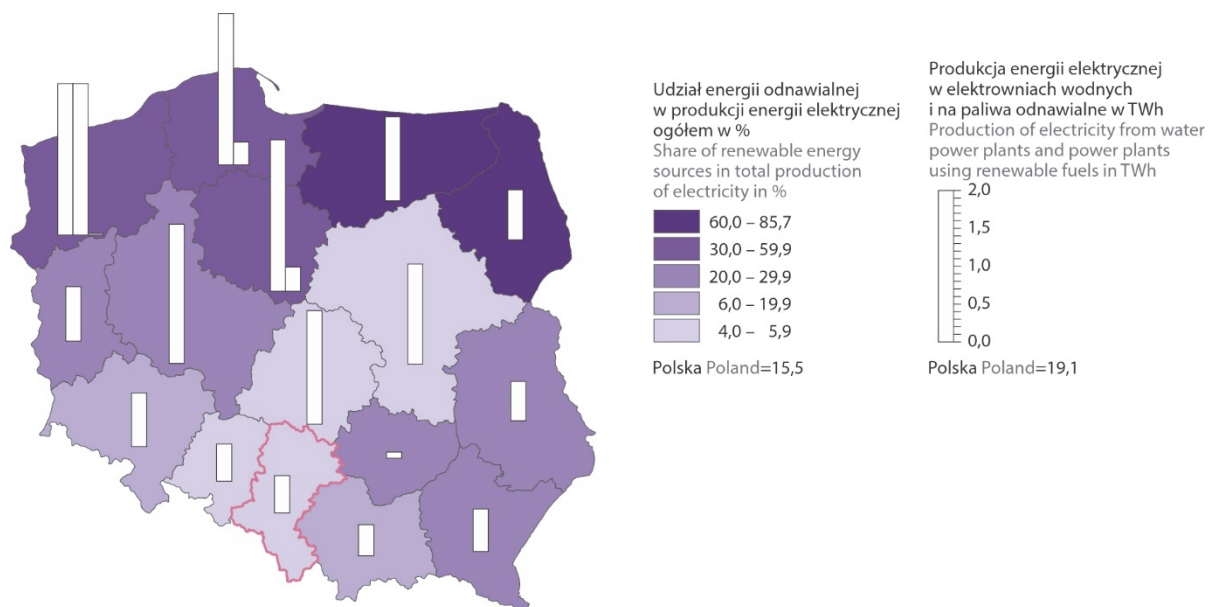 Udział energii odnawialnej
w produkcji energii elektrycznej
ogółem w %
Share of renewable energy
sources in total production
of electricity in %
60,0 – 85,7
30,0 – 59,9
20,0 – 29,9
6,0 – 19,9
4,0 – 5,9
Polska Poland=15,5
Produkcja energii elektrycznej
w elektrowniach wodnych
i na paliwa odnawialne w TWh
Production of electricity from water
power plants and power plants
using renewable fuels in TWh
2,0
1,5
1,0
0,5
0,0
Polska Poland=19,1